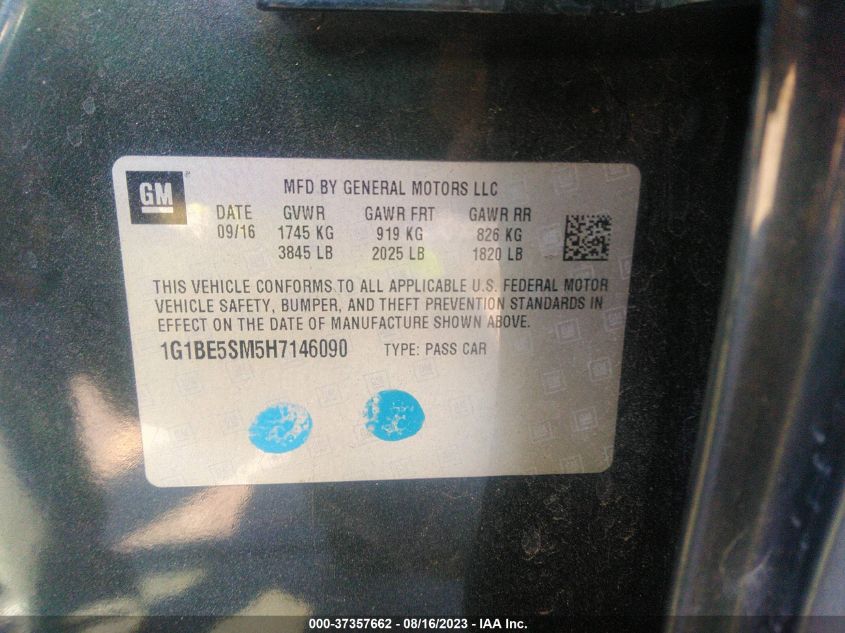 GM
MFD BY GENERAL MOTORS LLC
DATE GVWR GAWR FRT GAWR RR
09/16 1745 KG 919 KG 826 KG
3845 LB 2025 LB 1820 LB
THIS VEHICLE CONFORMS TO ALL APPLICABLE U.S. FEDERAL MOTOR
VEHICLE SAFETY, BUMPER, AND THEFT PREVENTION STANDARDS IN
EFFECT ON THE DATE OF MANUFACTURE SHOWN ABOVE.
1G1BE5SM5H7146090 TYPE: PASS CAR
000-37357662 - 08/16/2023 - IAA Inc.